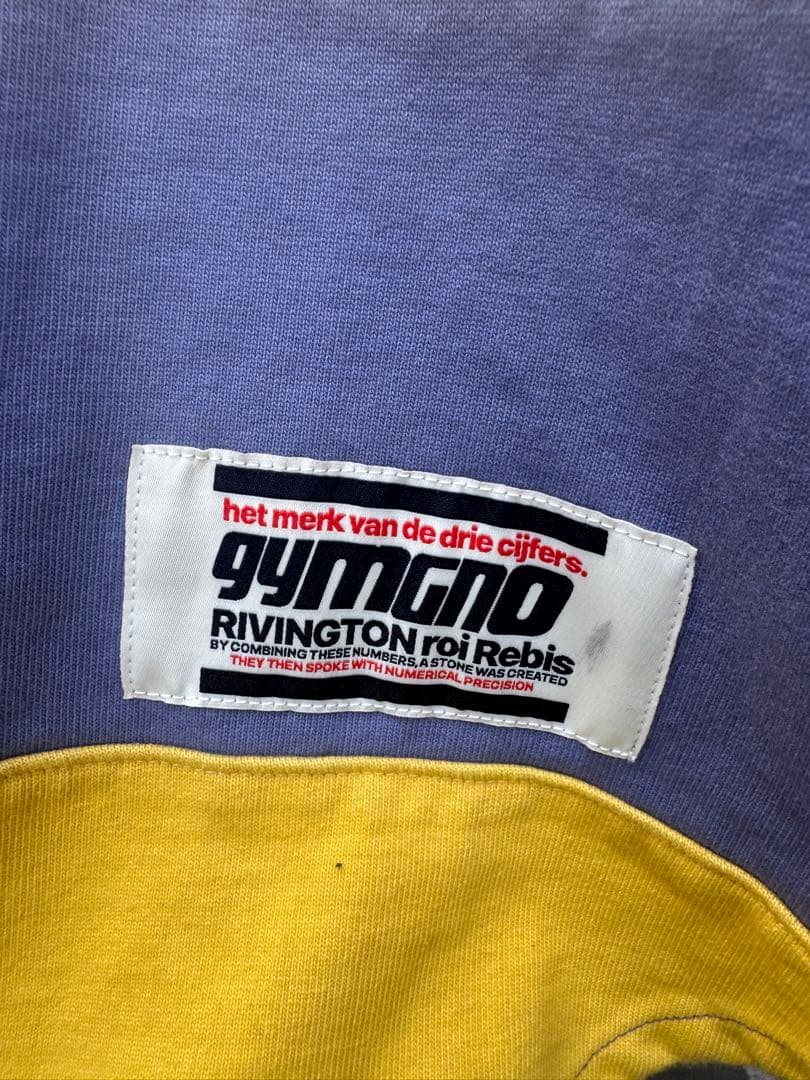 het merk van de drie cijfers.
gymgno
RIVINGTON roi Rebis
BY COMBINING THESE NUMBERS, A STONE WAS CREATED
THEY THEN SPOKE WITH NUMERICAL PRECISION